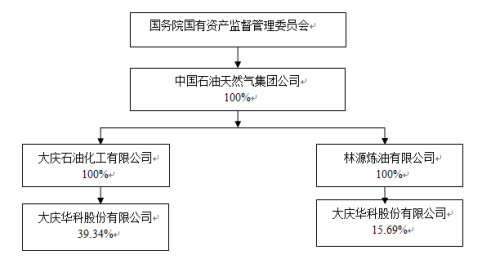 国务院国有资产监督管理委员会
中国石油天然气集团公司
100%
大庆石油化工有限公司
100%
林源炼油有限公司
100%
大庆华科股份有限公司
39.34%
大庆华科股份有限公司
15.69%